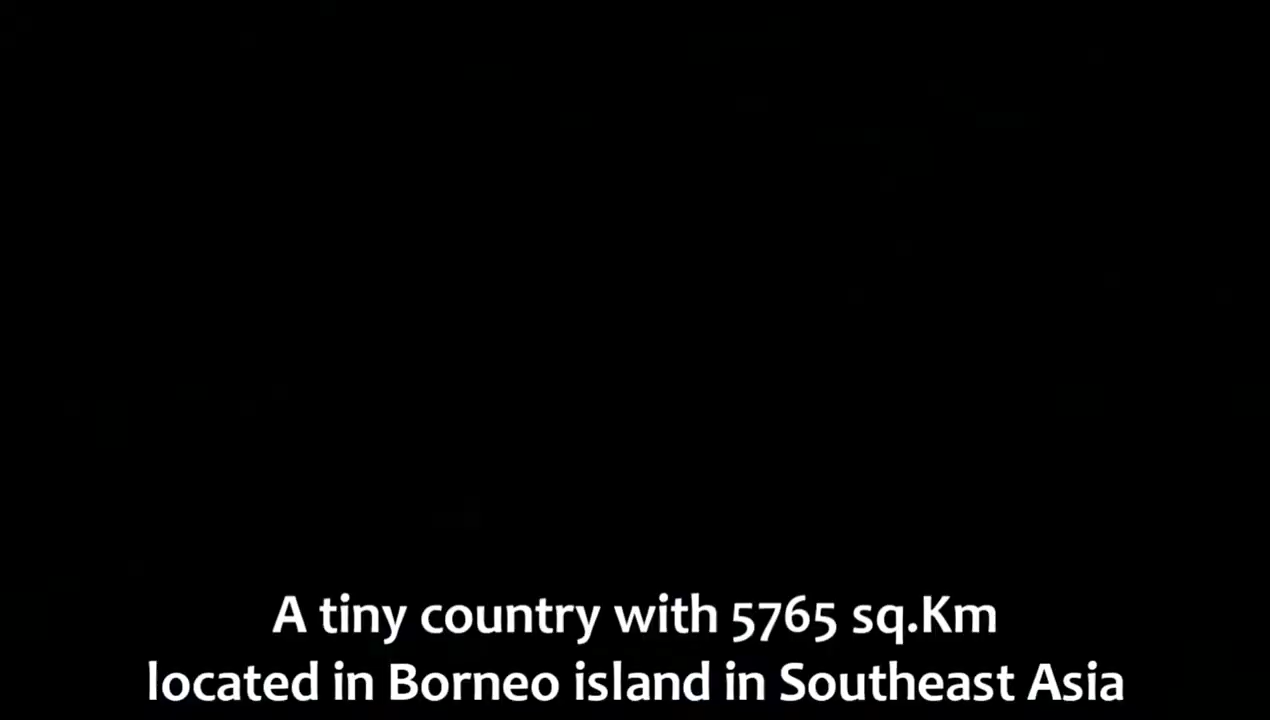 A tiny country with 5765 sq.Km
located in Borneo island in Southeast Asia